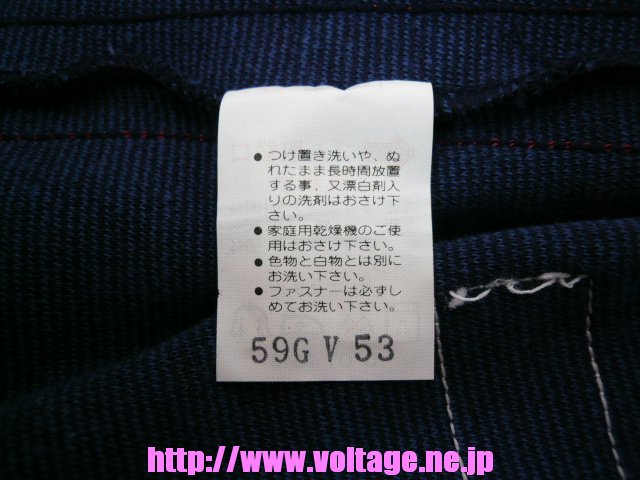 ● つけ置き洗いや、ぬ
れたまま長時間放置
する事、又漂白剤入
りの洗剤はおさけ下
さい。
● 家庭用乾燥機のご使
用はおさけ下さい。
● 色物と白物とは別に
お洗い下さい。
● ファスナーは必ずし
めてお洗い下さい。
59G V 53
http://www.voltage.ne.jp